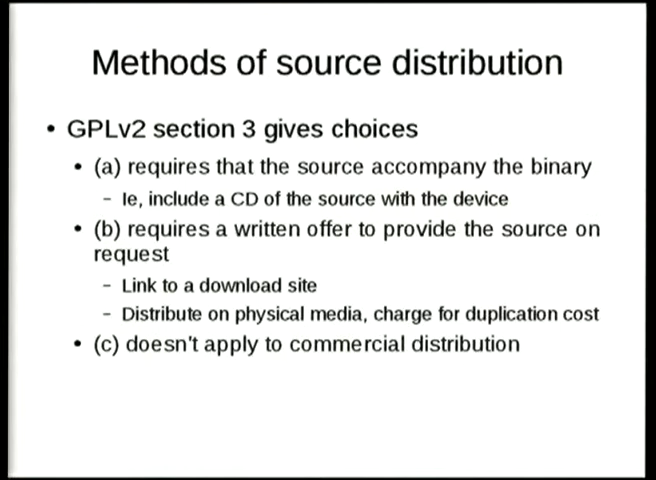 Methods of source distribution
• GPLv2 section 3 gives choices
• (a) requires that the source accompany the binary
– Ie, include a CD of the source with the device
• (b) requires a written offer to provide the source on
request
– Link to a download site
– Distribute on physical media, charge for duplication cost
• (c) doesn't apply to commercial distribution